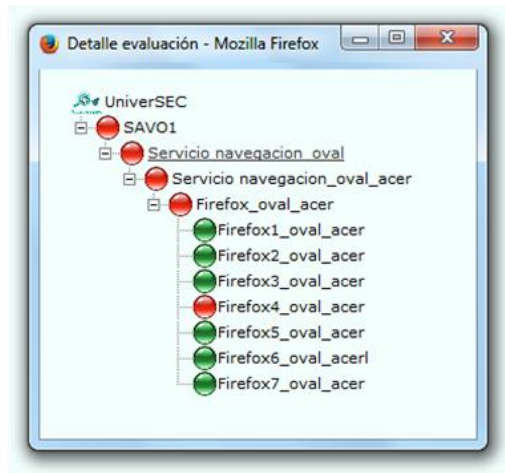 Detalle evaluación - Mozilla Firefox
UniverSEC
SAVO1
Servicio navegacion_oval
Servicio navegacion_oval_acer
Firefox_oval_acer
Firefox1_oval_acer
Firefox2_oval_acer
Firefox3_oval_acer
Firefox4_oval_acer
Firefox5_oval_acer
Firefox6_oval_acerl
Firefox7_oval_acer